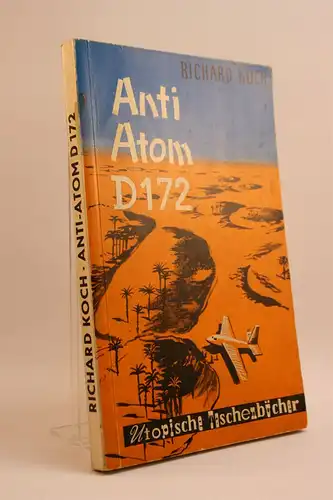 RICHARD KOCH
Anti
Atom
D 172
Utopische Taschenbücher
RICHARD KOCH - ANTI-ATOM D 172